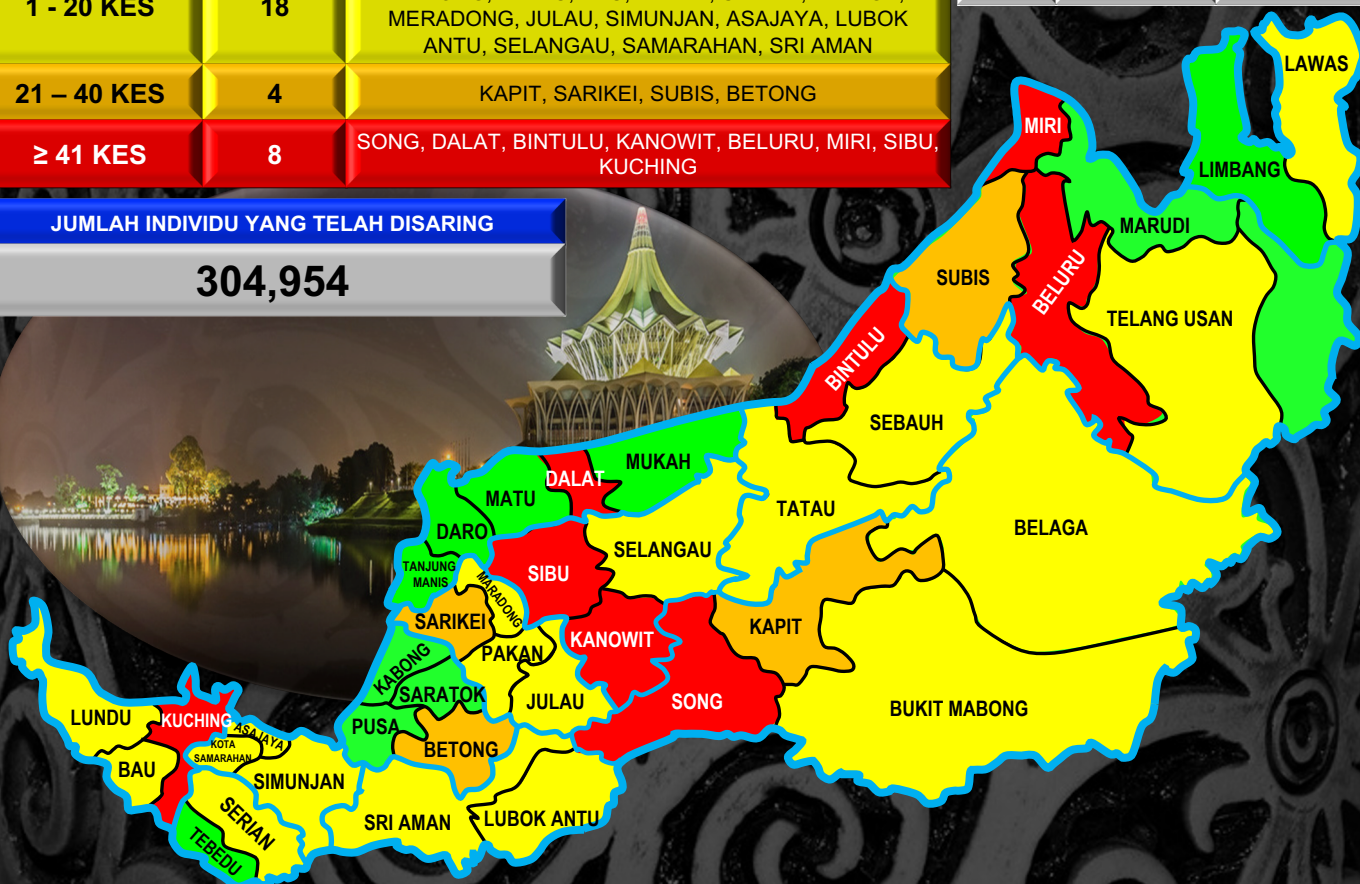 1 - 20 KES
18
MERADONG, JULAU, SIMUNJAN, ASAJAYA, LUBOK
ANTU, SELANGAU, SAMARAHAN, SRI AMAN
21 – 40 KES
4
KAPIT, SARIKEI, SUBIS, BETONG
≥ 41 KES
8
SONG, DALAT, BINTULU, KANOWIT, BELURU, MIRI, SIBU,
KUCHING
JUMLAH INDIVIDU YANG TELAH DISARING
304,954
LAWAS
MIRI
LIMBANG
MARUDI
SUBIS
BELURU
TELANG USAN
BINTULU
SEBAUH
MUKAH
DALAT
MATU
TATAU
BELAGA
DARO
SELANGAU
TANJUNG
MANIS
SIBU
MARADONG
SARIKEI
KAPIT
KANOWIT
PAKAN
KABONG
SARATOK
JULAU
SONG
BUKIT MABONG
LUNDU
KUCHING
ASAJAYA
PUSA
KOTA
SAMARAHAN
BETONG
BAU
SIMUNJAN
SERIAN
SRI AMAN
LUBOK ANTU
TEBEDU